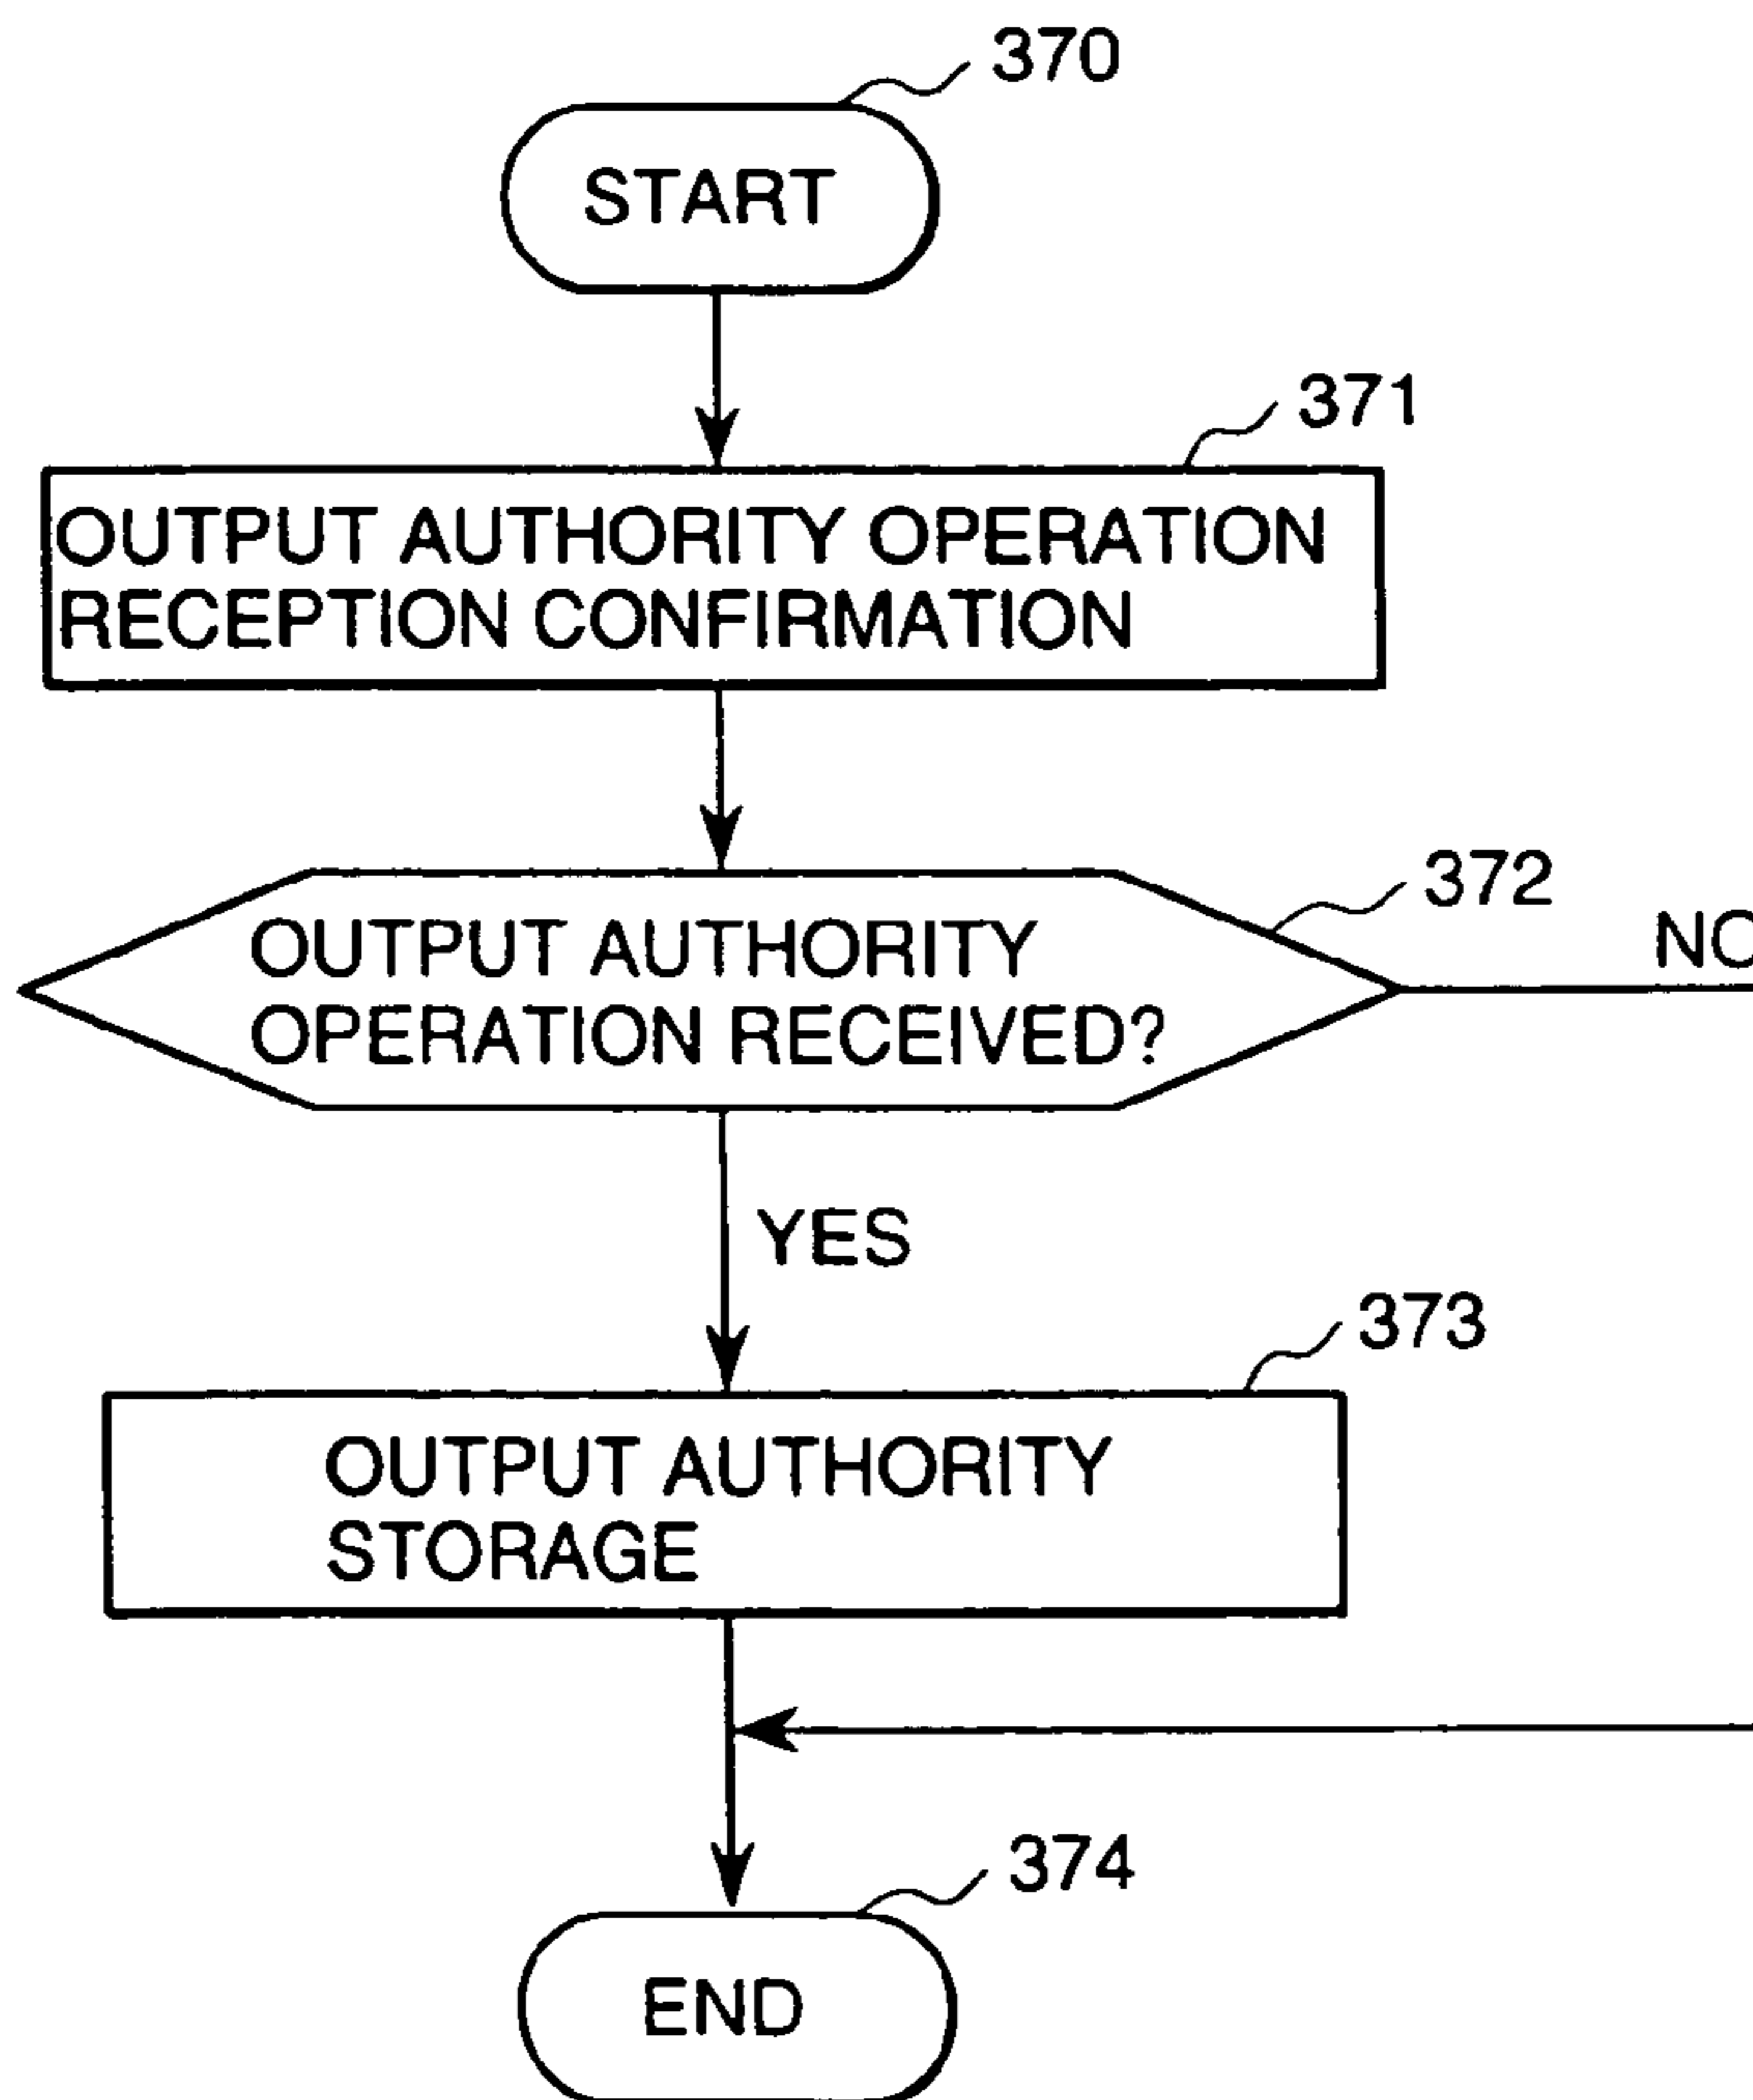 370
START
371
OUTPUT AUTHORITY OPERATION
RECEPTION CONFIRMATION
372
OUTPUT AUTHORITY
OPERATION RECEIVED?
NO
YES
373
OUTPUT AUTHORITY
STORAGE
374
END